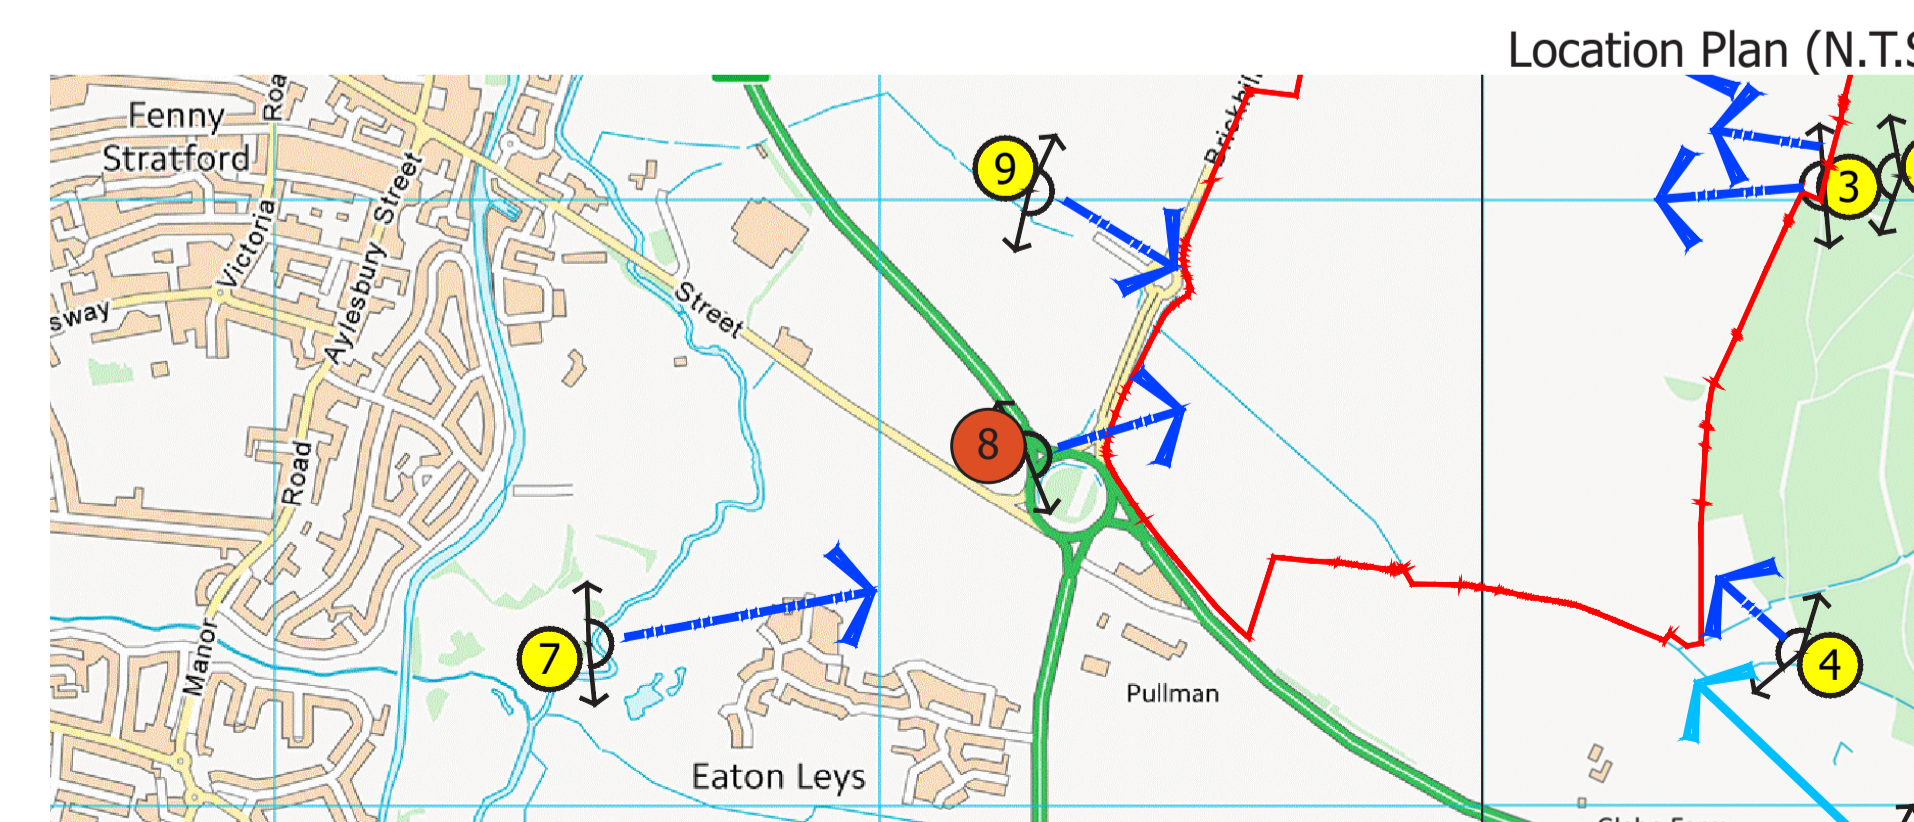 Location Plan (N.T.S
Fenny
Stratford
Roa
Victoria
Aylesbury Street
sway
Street
Road
Manor
Brickhil
9
3
8
7
4
Pullman
Eaton Leys